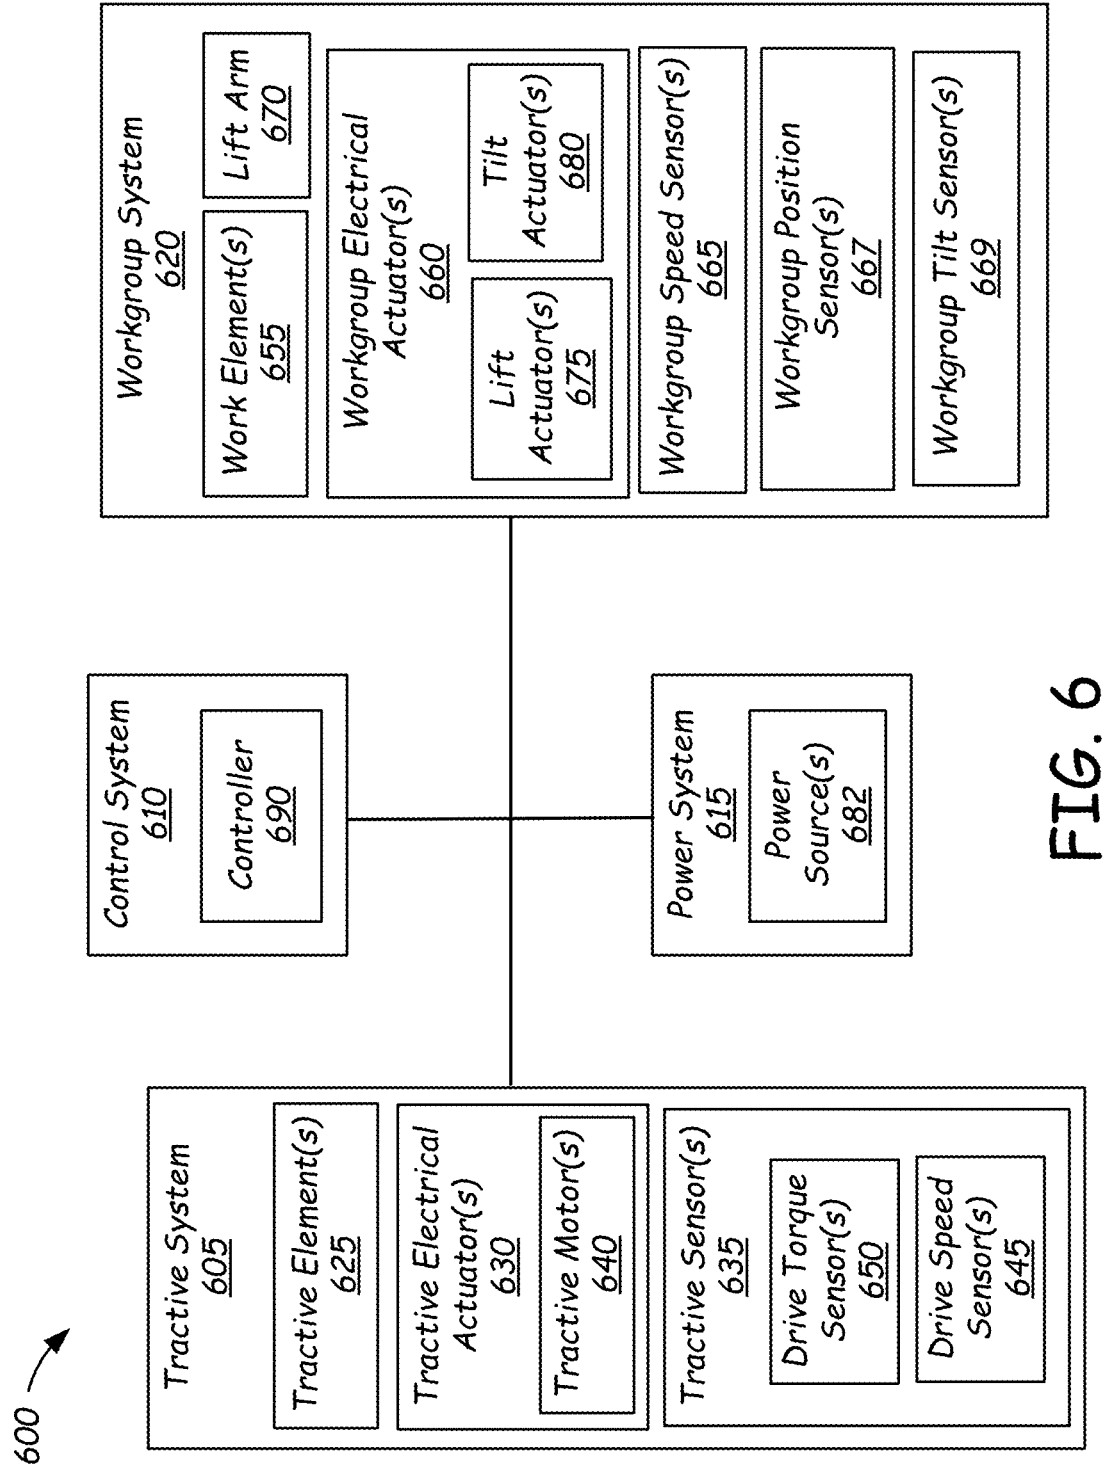 600
Tractive System
605
Tractive Element(s)
625
Tractive Electrical
Actuator(s)
630
Tractive Motor(s)
640
Tractive Sensor(s)
635
Drive Torque
Sensor(s)
650
Drive Speed
Sensor(s)
645
Control System
610
Controller
690
Power System
615
Power
Source(s)
682
Workgroup System
620
Work Element(s)
655
Lift Arm
670
Workgroup Electrical
Actuator(s)
660
Lift
Actuator(s)
675
Tilt
Actuator(s)
680
Workgroup Speed Sensor(s)
665
Workgroup Position
Sensor(s)
667
Workgroup Tilt Sensor(s)
669
FIG. 6